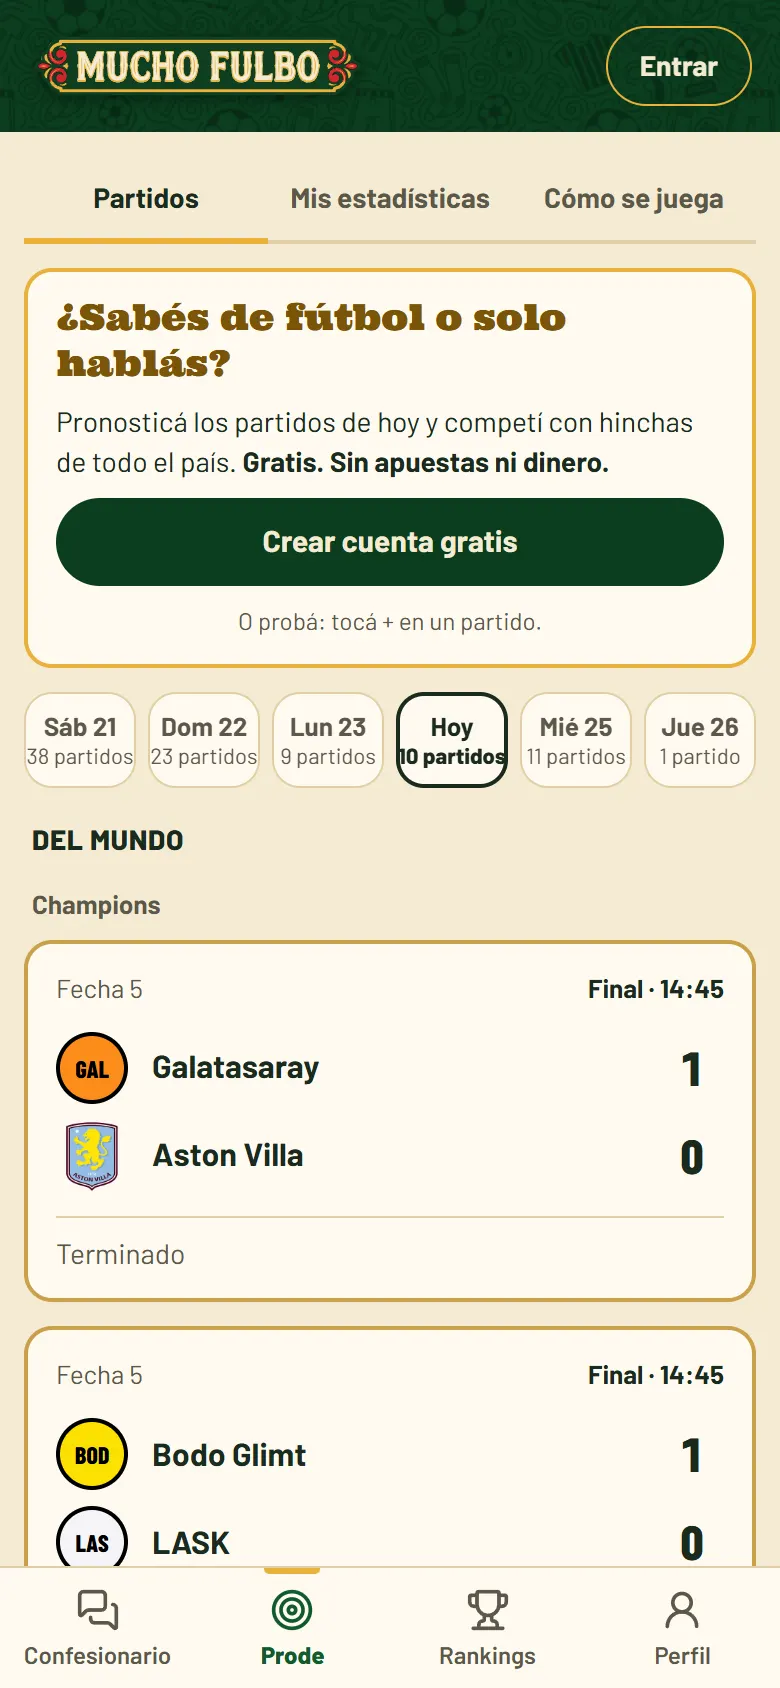 MUCHO FULBO
Entrar
Partidos
Mis estadísticas
Cómo se juega
¿Sabés de fútbol o solo
hablás?
Pronosticá los partidos de hoy y competí con hinchas
de todo el país. Gratis. Sin apuestas ni dinero.
Crear cuenta gratis
O probá: tocá + en un partido.
Sáb 21
38 partidos
Dom 22
23 partidos
Lun 23
9 partidos
Hoy
10 partidos
Mié 25
11 partidos
Jue 26
1 partido
DEL MUNDO
Champions
Fecha 5
Final · 14:45
GAL
Galatasaray
1
ASTON VILLA
Aston Villa
0
Terminado
Fecha 5
Final · 14:45
BOD
Bodo Glimt
1
LAS
LASK
0
Confesionario
Prode
Rankings
Perfil